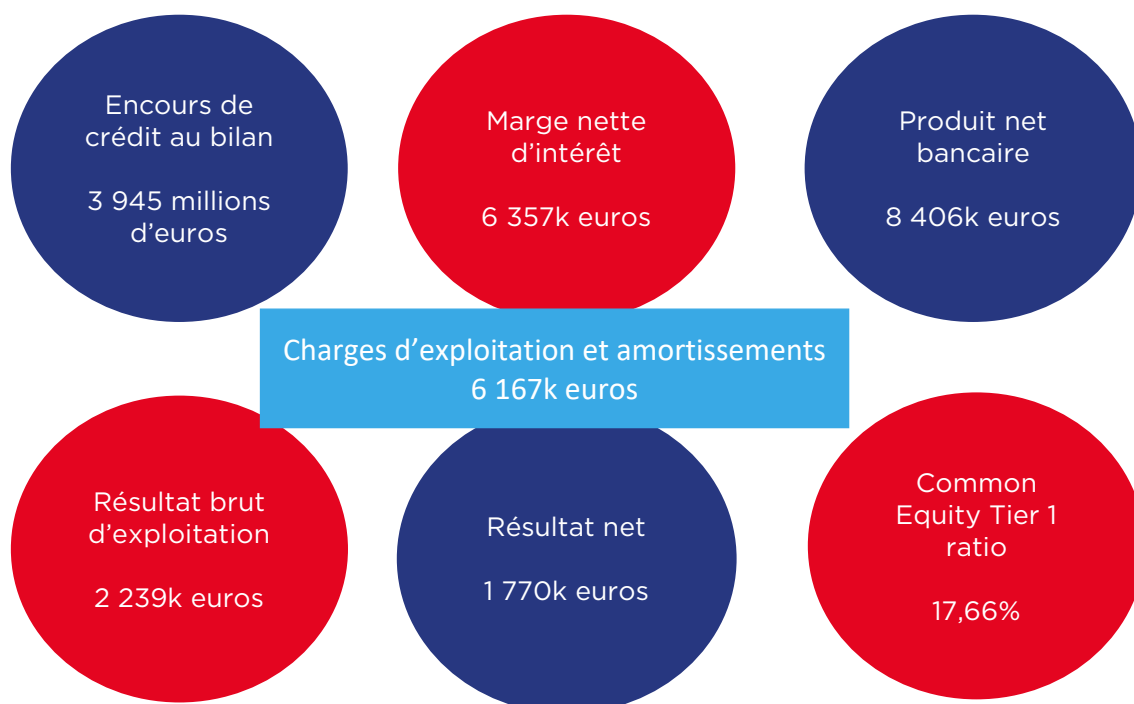 Encours de
crédit au bilan
3 945 millions
d’euros
Marge nette
d’intérêt
6 357k euros
Produit net
bancaire
8 406k euros
Charges d’exploitation et amortissements
6 167k euros
Résultat brut
d’exploitation
2 239k euros
Résultat net
1 770k euros
Common
Equity Tier 1
ratio
17,66%